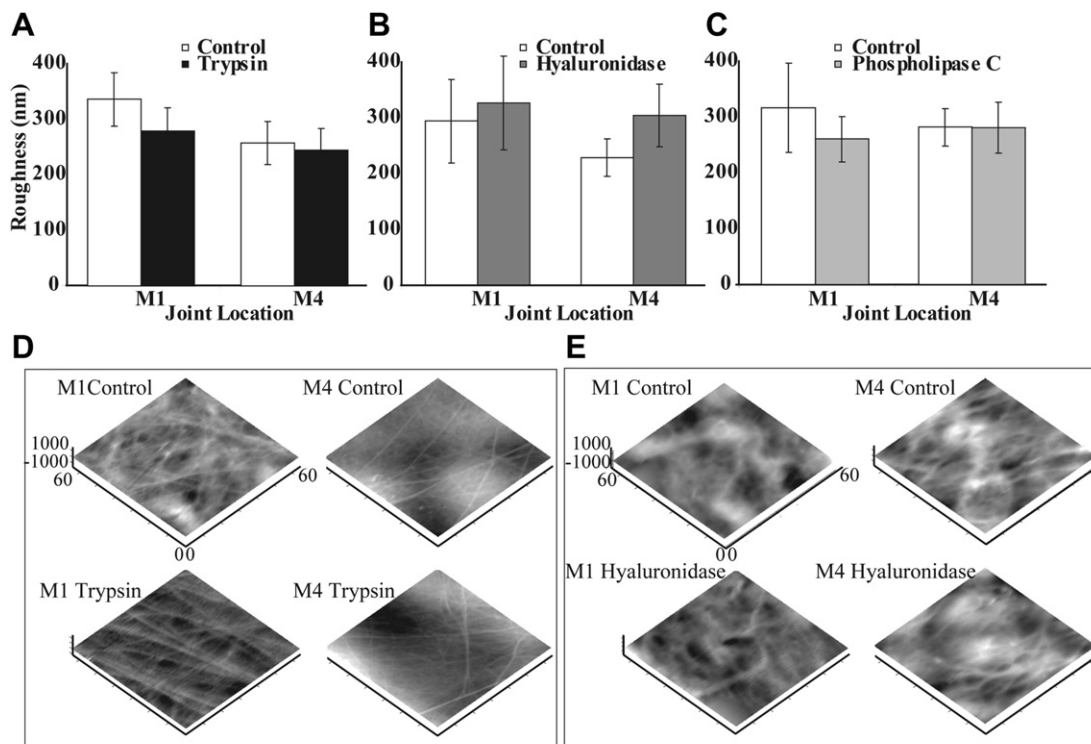 A
Control
Trypsin
Roughness (nm)
400
300
200
100
0
M1
M4
Joint Location
B
Control
Hyaluronidase
400
300
200
100
0
M1
M4
Joint Location
C
Control
Phospholipase C
400
300
200
100
0
M1
M4
Joint Location
D
M1Control
M4 Control
1000
-1000
60
60
00
M1 Trypsin
M4 Trypsin
E
M1 Control
M4 Control
1000
-1000
60
60
00
M1 Hyaluronidase
M4 Hyaluronidase